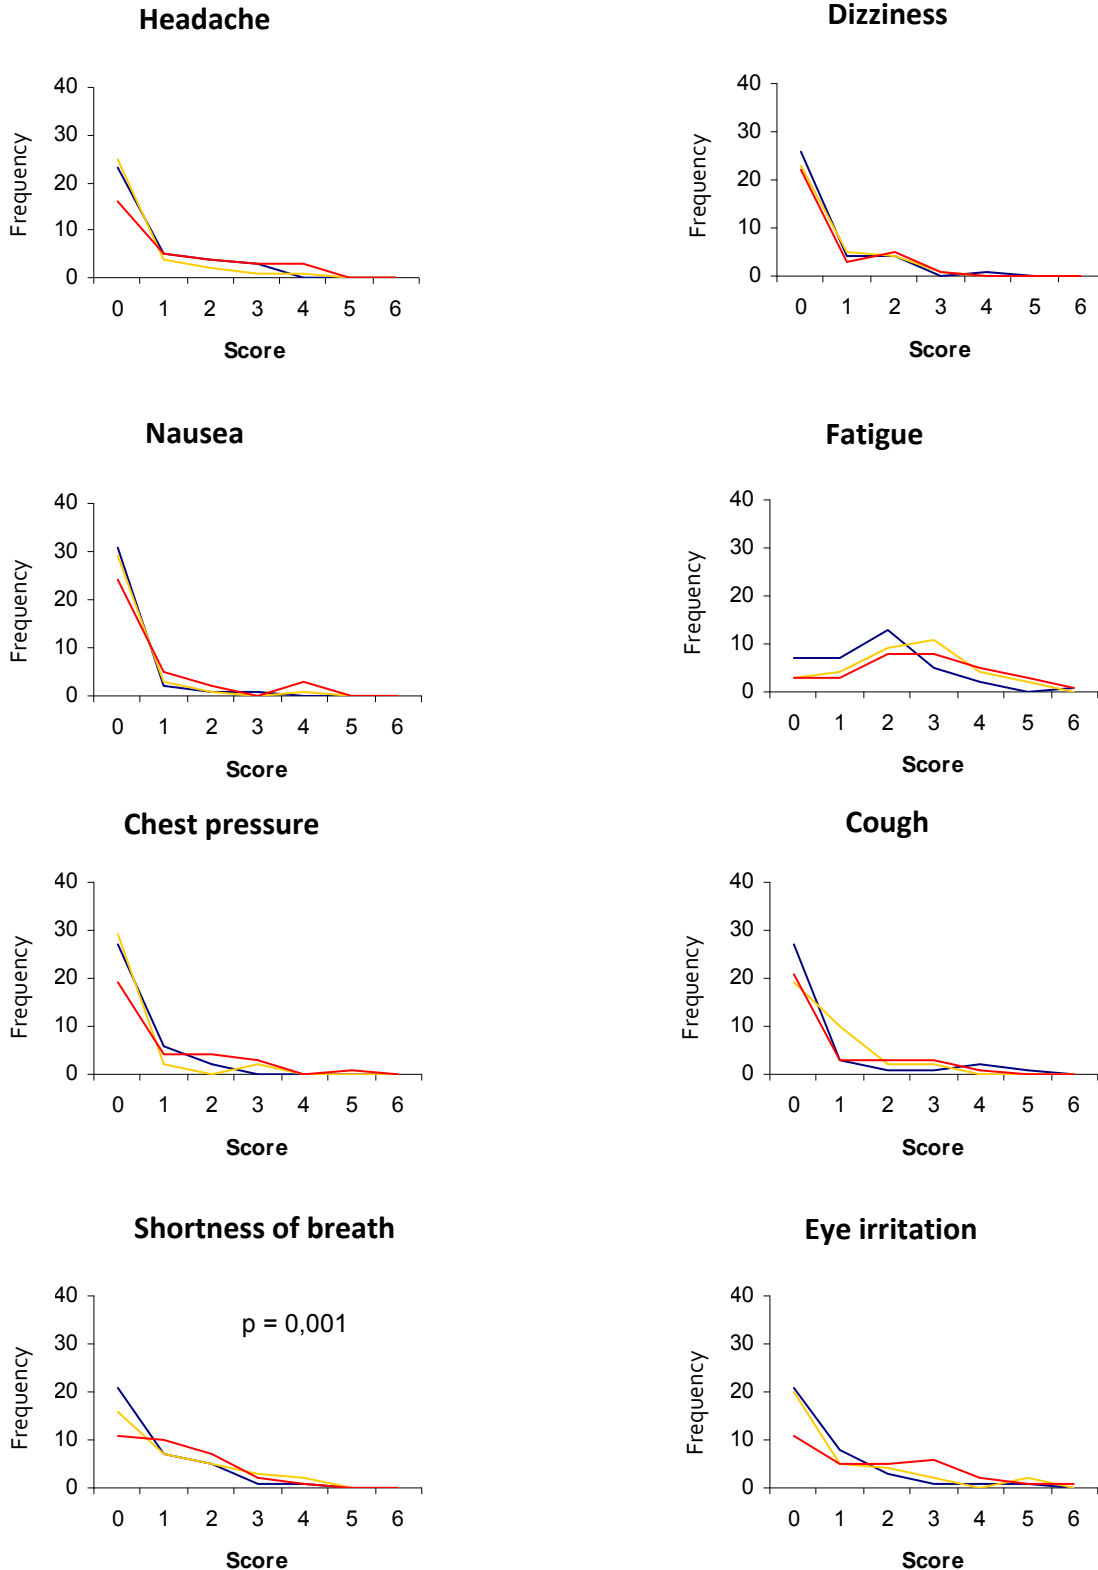 Headache
40
30
20
10
0
Frequency
0 1 2 3 4 5 6
Score
Dizziness
40
30
20
10
0
Frequency
0 1 2 3 4 5 6
Score
Nausea
40
30
20
10
0
Frequency
0 1 2 3 4 5 6
Score
Fatigue
40
30
20
10
0
Frequency
0 1 2 3 4 5 6
Score
Chest pressure
40
30
20
10
0
Frequency
0 1 2 3 4 5 6
Score
Cough
40
30
20
10
0
Frequency
0 1 2 3 4 5 6
Score
Shortness of breath
p = 0,001
40
30
20
10
0
Frequency
0 1 2 3 4 5 6
Score
Eye irritation
40
30
20
10
0
Frequency
0 1 2 3 4 5 6
Score